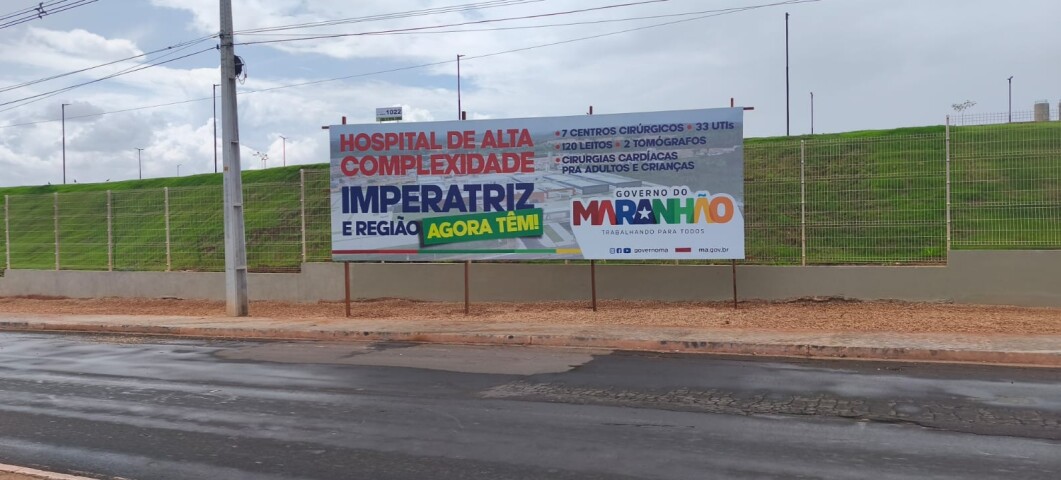 1022
HOSPITAL DE ALTA
COMPLEXIDADE
IMPERATRIZ
E REGIÃO AGORA TÊM!
• 7 CENTROS CIRÚRGICOS • 33 UTIs
• 120 LEITOS • 2 TOMÓGRAFOS
• CIRURGIAS CARDÍACAS
PRA ADULTOS E CRIANÇAS
GOVERNO DO
MARANHÃO
TRABALHANDO PARA TODOS
governoma ma.gov.br